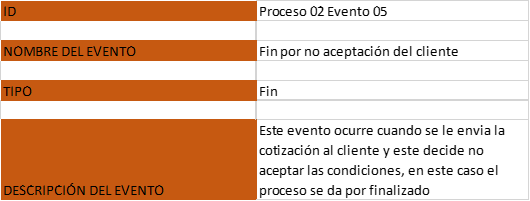 ID Proceso 02 Evento 05
NOMBRE DEL EVENTO Fin por no aceptación del cliente
TIPO Fin
Este evento ocurre cuando se le envia la
cotización al cliente y este decide no
aceptar las condiciones, en este caso el
DESCRIPCIÓN DEL EVENTO proceso se da por finalizado